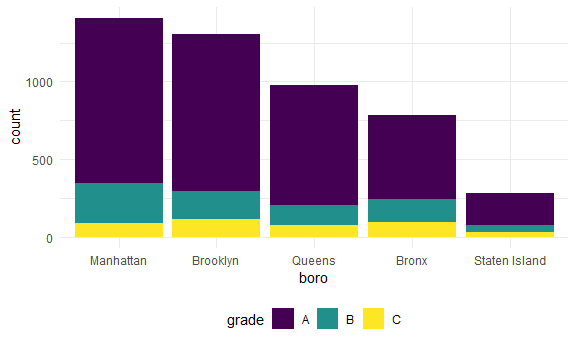 1000
500
0
count
Manhattan Brooklyn Queens Bronx Staten Island
boro
grade A B C